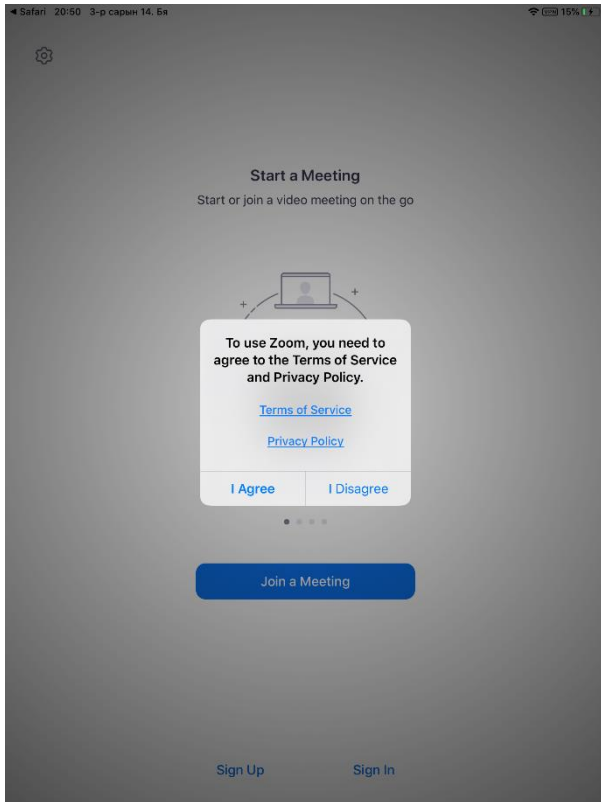 Safari 20:50 3-р сарын 14. Бя
VPN 15%
Start a Meeting
Start or join a video meeting on the go
To use Zoom, you need to
agree to the Terms of Service
and Privacy Policy.
Terms of Service
Privacy Policy
I Agree I Disagree
Join a Meeting
Sign Up Sign In